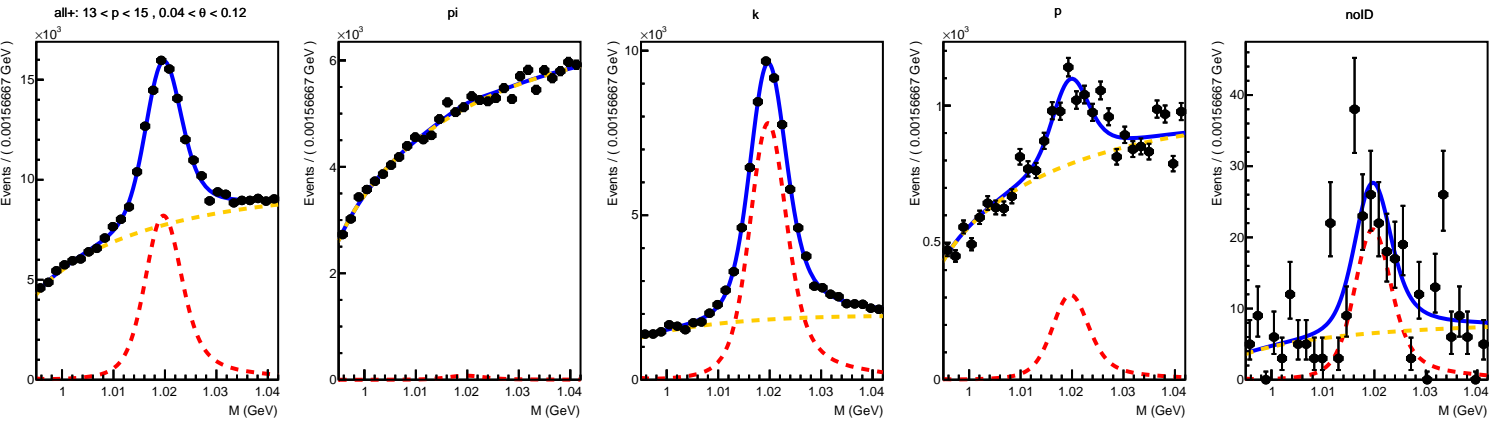 all+: 13 < p < 15 , 0.04 < θ < 0.12
×10³
Events / ( 0.00156667 GeV )
15
10
5
0
1 1.01 1.02 1.03 1.04
M (GeV)
pi
×10³
Events / ( 0.00156667 GeV )
6
4
2
0
1 1.01 1.02 1.03 1.04
M (GeV)
k
×10³
Events / ( 0.00156667 GeV )
10
5
0
1 1.01 1.02 1.03 1.04
M (GeV)
p
×10³
Events / ( 0.00156667 GeV )
1
0.5
0
1 1.01 1.02 1.03 1.04
M (GeV)
noID
Events / ( 0.00156667 GeV )
40
30
20
10
0
1 1.01 1.02 1.03 1.04
M (GeV)